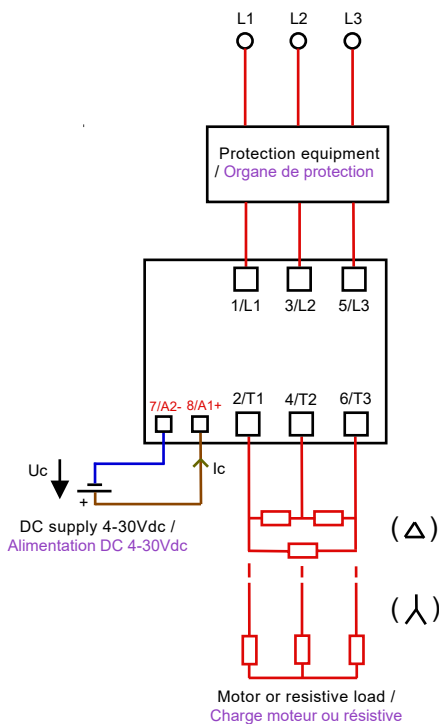 L1 L2 L3
Protection equipment
/ Organe de protection
1/L1 3/L2 5/L3
7/A2- 8/A1+ 2/T1 4/T2 6/T3
Uc Ic
+
DC supply 4-30Vdc /
Alimentation DC 4-30Vdc
(Δ)
(⅄)
Motor or resistive load /
Charge moteur ou résistive